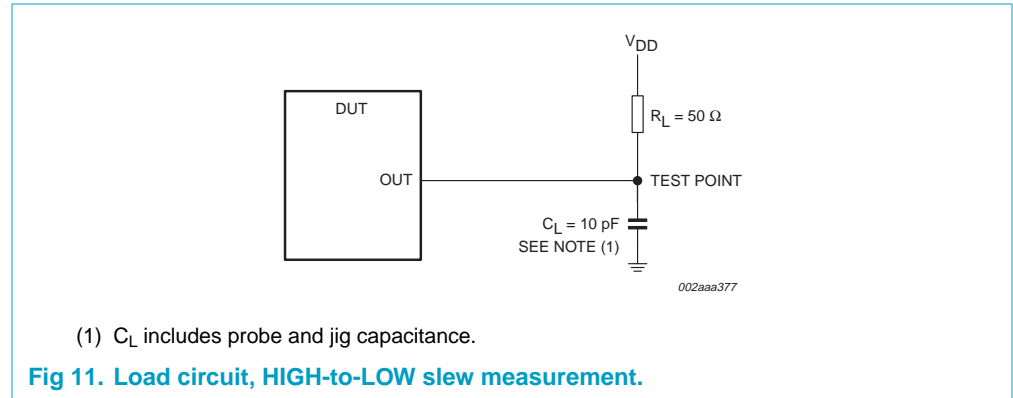 VDD
DUT
RL = 50 Ω
OUT
TEST POINT
CL = 10 pF
SEE NOTE (1)
002aaa377
(1) CL includes probe and jig capacitance.
Fig 11. Load circuit, HIGH-to-LOW slew measurement.